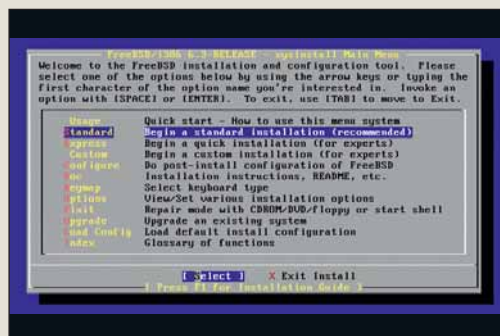 FreeBSD/i386 6.3-RELEASE - sysinstall Main Menu
Welcome to the FreeBSD installation and configuration tool. Please
select one of the options below by using the arrow keys or typing the
first character of the option name you're interested in. Invoke an
option with [SPACE] or [ENTER]. To exit, use [TAB] to move to Exit.
Usage Quick start - How to use this menu system
Standard Begin a standard installation (recommended)
Express Begin a quick installation (for experts)
Custom Begin a custom installation (for experts)
Configure Do post-install configuration of FreeBSD
Doc Installation instructions, README, etc.
Keymap Select keyboard type
Options View/Set various installation options
Fixit Repair mode with CDROM/DVD/floppy or start shell
Upgrade Upgrade an existing system
Load Config Load default install configuration
Index Glossary of functions
[ Select ] X Exit Install
[ Press F1 for Installation Guide ]